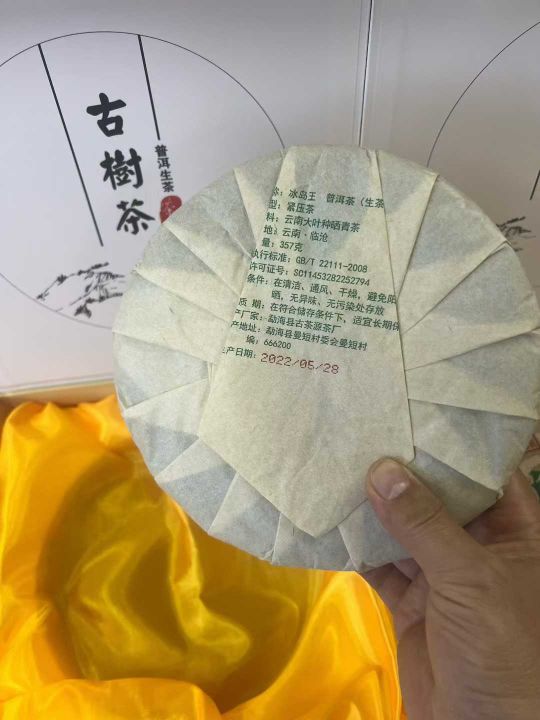 古樹茶
普洱生茶
称：冰岛王 普洱茶（生茶
型：紧压茶
料：云南大叶种晒青茶
地：云南·临沧
量：357克
执行标准：GB/T 22111-2008
许可证号：SC11453282252794
条件：在清洁、通风、干燥，避免阳
晒，无异味、无污染处存放
质 期：在符合储存条件下，适宜长期保
产厂家：勐海县古茶源茶厂
产地址：勐海县曼短村委会曼短村
编：666200
生产日期：2022/05/28